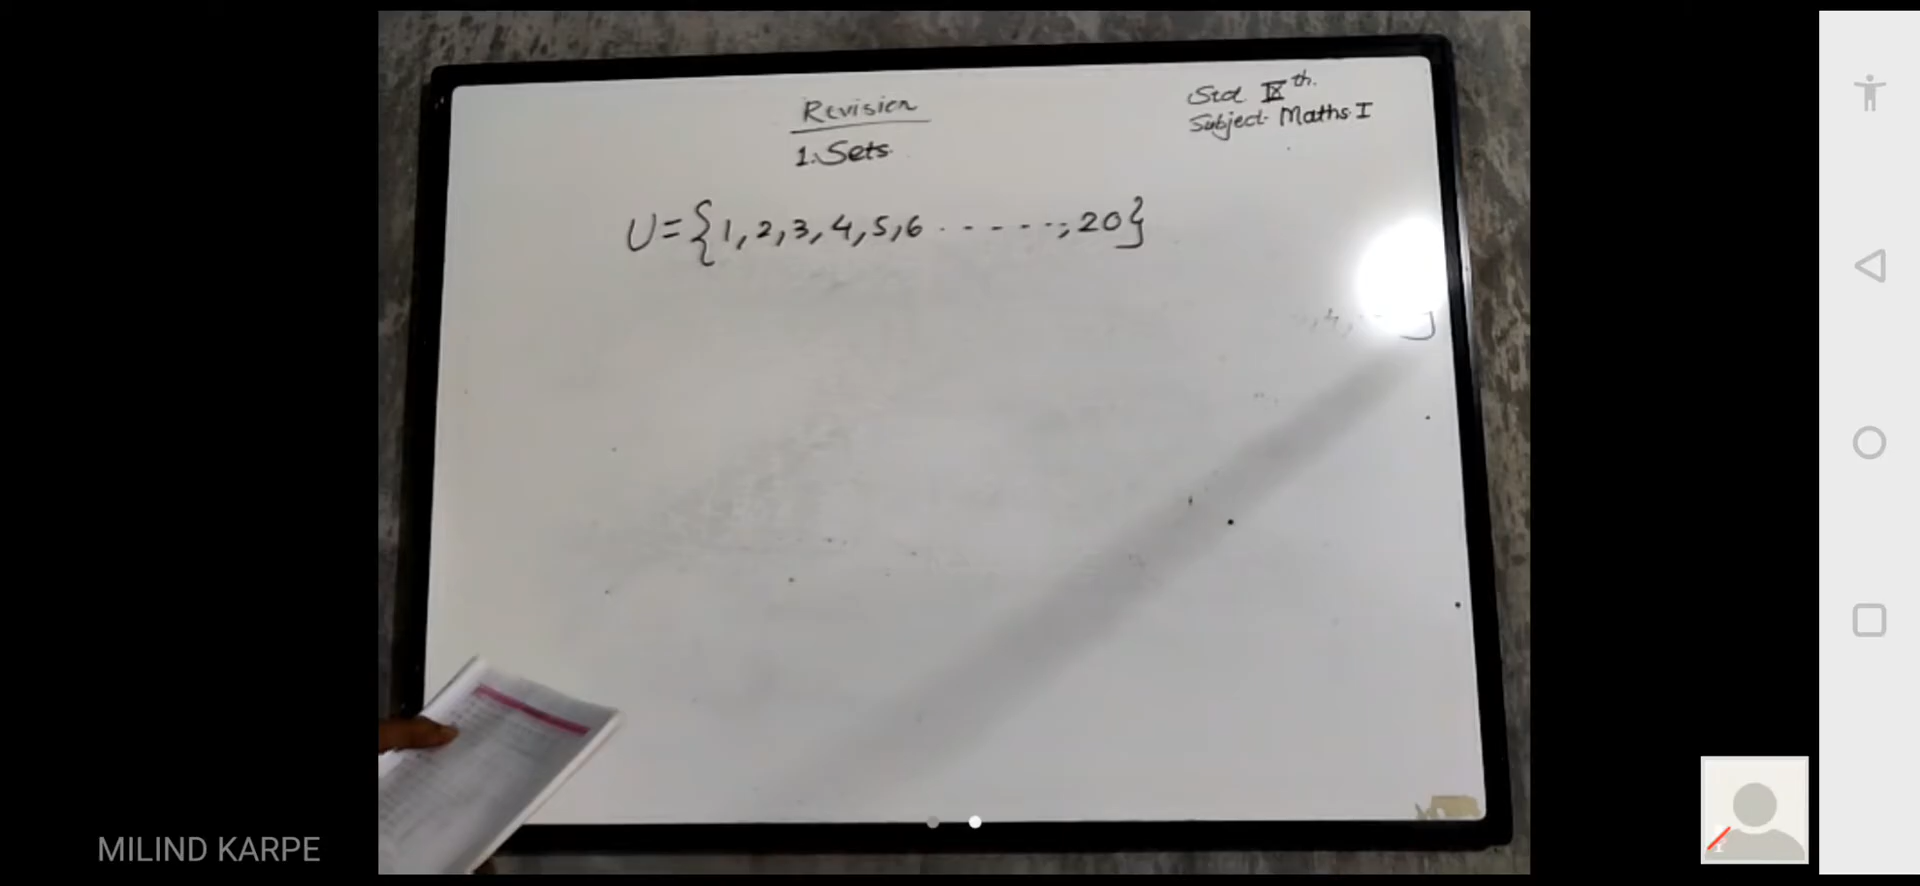 Revision
1. Sets
Std IXth.
Subject- Maths-I
U={1,2,3,4,5,6 . - - - - - ,20}
MILIND KARPE